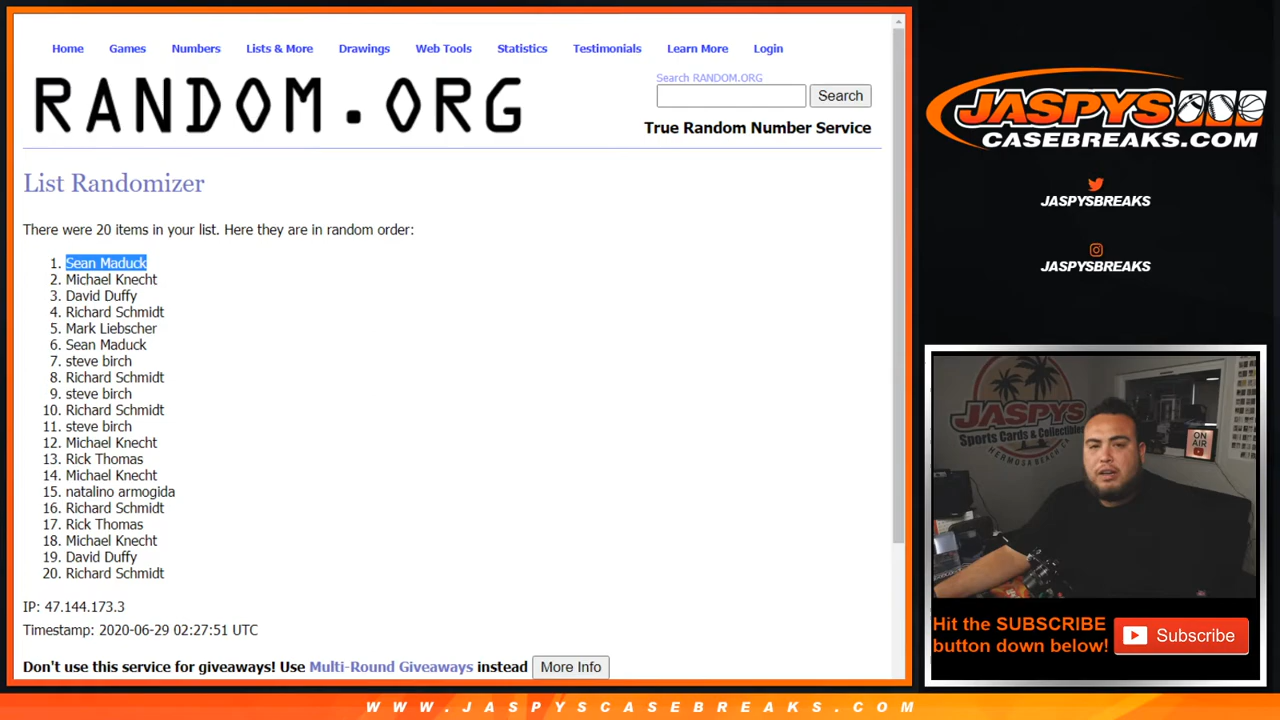 Home Games Numbers Lists & More Drawings Web Tools Statistics Testimonials Learn More Login
RANDOM.ORG
Search RANDOM.ORG
Search
True Random Number Service
List Randomizer
There were 20 items in your list. Here they are in random order:
1. Sean Maduck
2. Michael Knecht
3. David Duffy
4. Richard Schmidt
5. Mark Liebscher
6. Sean Maduck
7. steve birch
8. Richard Schmidt
9. steve birch
10. Richard Schmidt
11. steve birch
12. Michael Knecht
13. Rick Thomas
14. Michael Knecht
15. natalino armogida
16. Richard Schmidt
17. Rick Thomas
18. Michael Knecht
19. David Duffy
20. Richard Schmidt
IP: 47.144.173.3
Timestamp: 2020-06-29 02:27:51 UTC
Don't use this service for giveaways! Use Multi-Round Giveaways instead More Info
JASPYS
CASEBREAKS.COM
JASPYSBREAKS
JASPYSBREAKS
JASPYS
Sports Cards & Collectibles
HERMOSA BEACH, CA
ON
AIR
Hit the SUBSCRIBE
button down below!
Subscribe
WWW.JASPYSCASEBREAKS.COM